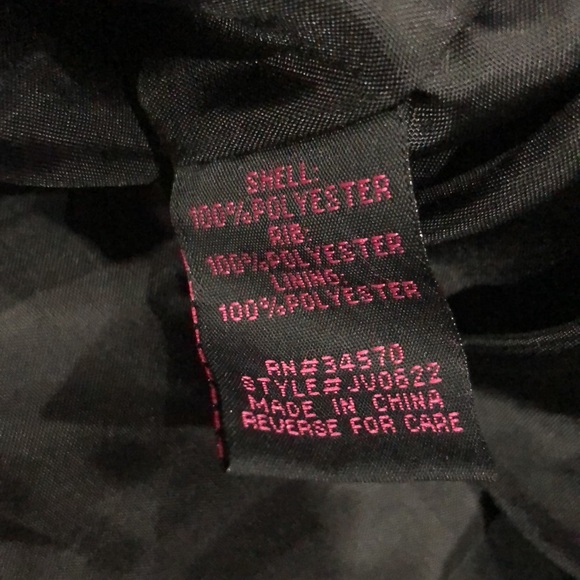 SHELL:
100%POLYESTER
RIB:
100%POLYESTER
LINING:
100%POLYESTER
RN#34570
STYLE#JV0622
MADE IN CHINA
REVERSE FOR CARE